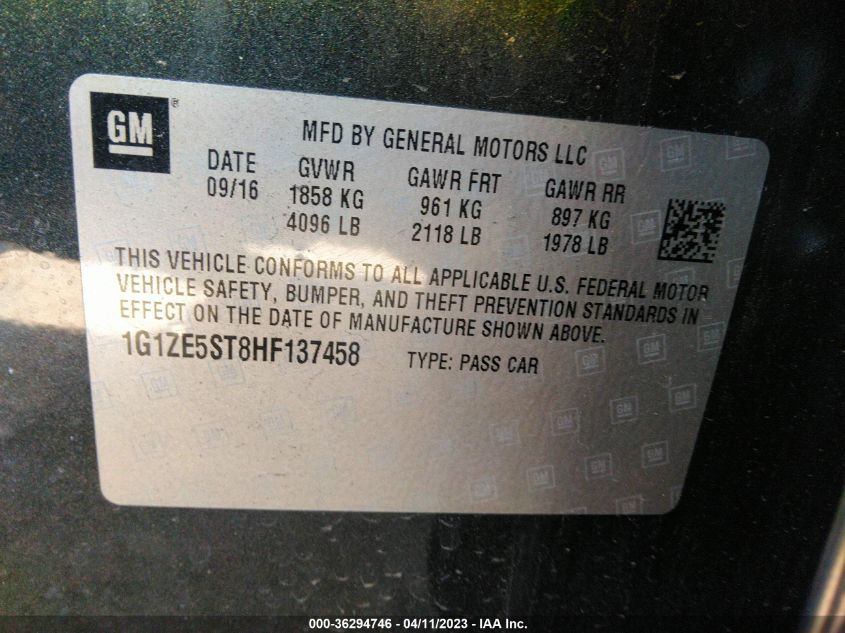 GM®
MFD BY GENERAL MOTORS LLC
DATE GVWR GAWR FRT GAWR RR
09/16 1858 KG 961 KG 897 KG
4096 LB 2118 LB 1978 LB
THIS VEHICLE CONFORMS TO ALL APPLICABLE U.S. FEDERAL MOTOR
VEHICLE SAFETY, BUMPER, AND THEFT PREVENTION STANDARDS IN
EFFECT ON THE DATE OF MANUFACTURE SHOWN ABOVE.
1G1ZE5ST8HF137458 TYPE: PASS CAR
000-36294746 - 04/11/2023 - IAA Inc.